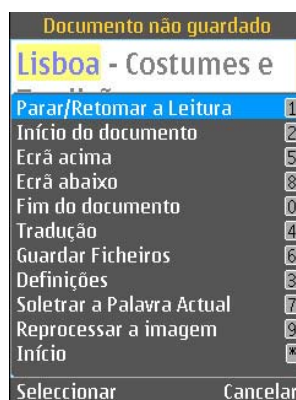 Documento não guardado
Lisboa - Costumes e
Parar/Retomar a Leitura 1
Início do documento 2
Ecrã acima 5
Ecrã abaixo 8
Fim do documento 0
Tradução 4
Guardar Ficheiros 6
Definições 3
Soletrar a Palavra Actual 7
Reprocessar a imagem 9
Início *
Seleccionar Cancelar